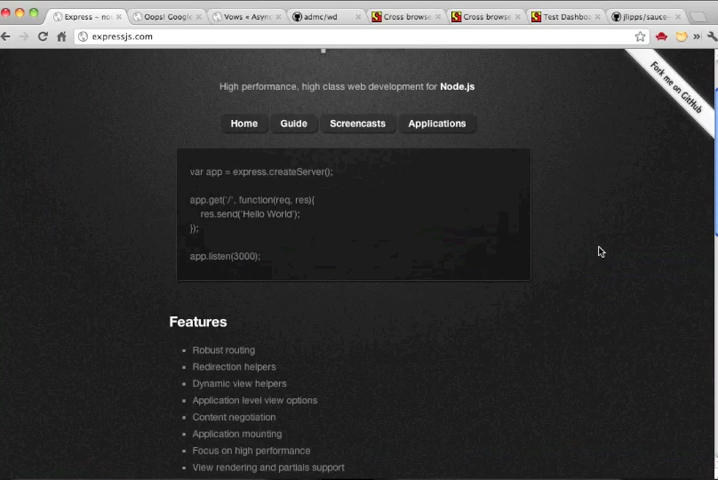 Express – no
Oops! Google
Vows « Async
admc/wd
Cross browse
Cross browse
Test Dashbo
jlipps/sauce-
expressjs.com
Fork me on GitHub
High performance, high class web development for Node.js
Home Guide Screencasts Applications
var app = express.createServer();
app.get('/', function(req, res){
res.send('Hello World');
});
app.listen(3000);
Features
Robust routing
Redirection helpers
Dynamic view helpers
Application level view options
Content negotiation
Application mounting
Focus on high performance
View rendering and partials support